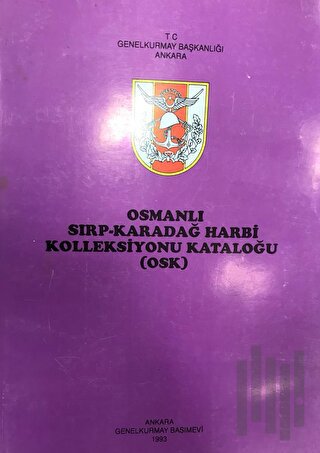 T C
GENELKURMAY BAŞKANLIĞI
ANKARA
OSMANLI
SIRP-KARADAĞ HARBİ
KOLLEKSİYONU KATALOĞU
(OSK)
ANKARA
GENELKURMAY BASIMEVİ
1993